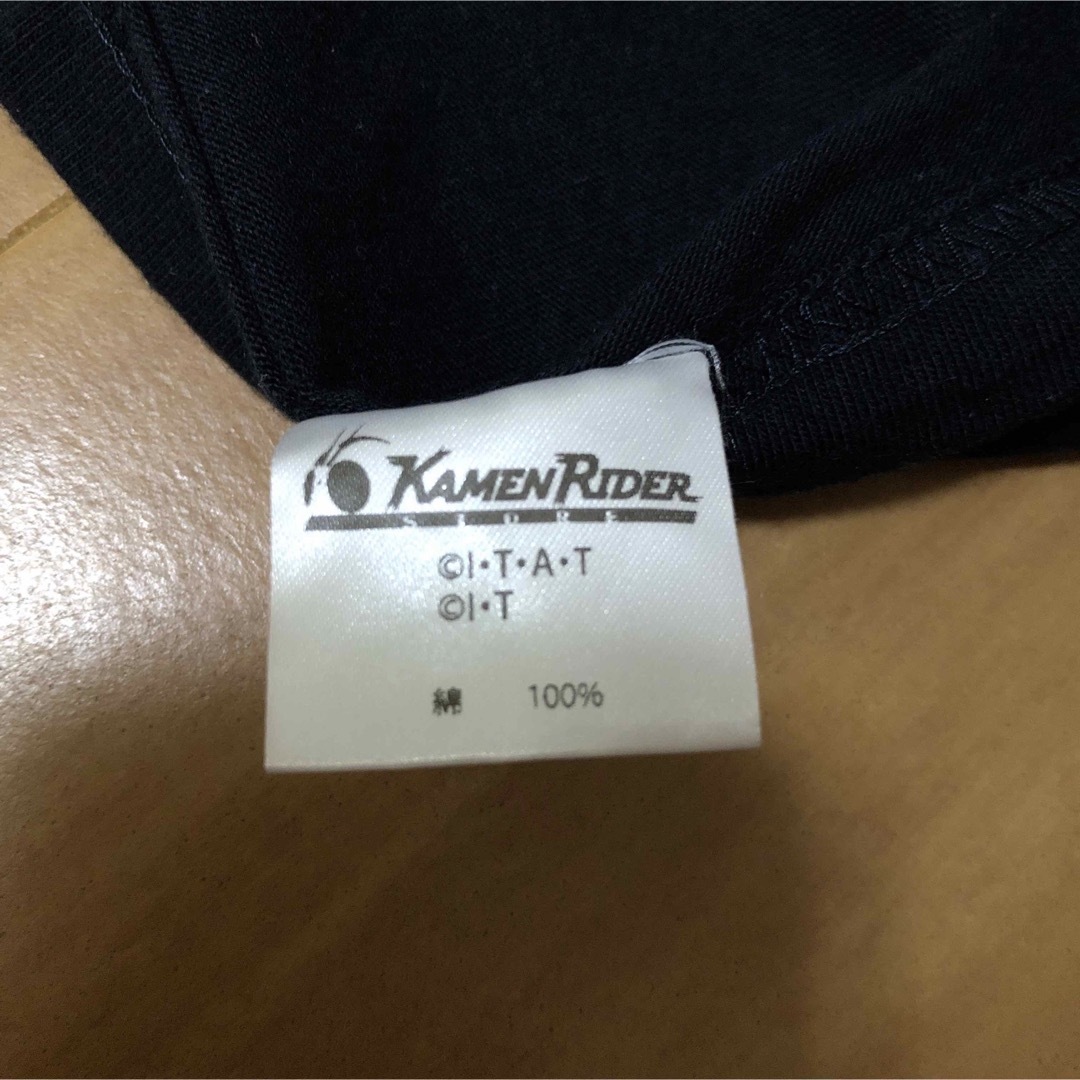 KAMEN RIDER
STORE
©I・T・A・T
©I・T
綿 100%